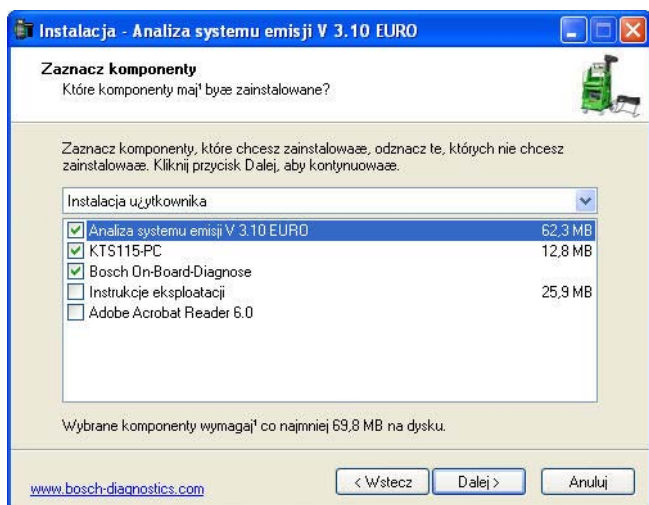 Instalacja - Analiza systemu emisji V 3.10 EURO
Zaznacz komponenty
Które komponenty maj¹ byæ zainstalowane?
Zaznacz komponenty, które chcesz zainstalowaæ, odznacz te, których nie chcesz
zainstalowaæ. Kliknij przycisk Dalej, aby kontynuowaæ.
Instalacja u¿ytkownika
Analiza systemu emisji V 3.10 EURO 62,3 MB
KTS115-PC 12,8 MB
Bosch On-Board-Diagnose
Instrukcje eksploatacji 25,9 MB
Adobe Acrobat Reader 6.0
Wybrane komponenty wymagaj¹ co najmniej 69,8 MB na dysku.
www.bosch-diagnostics.com < Wstecz Dalej > Anuluj